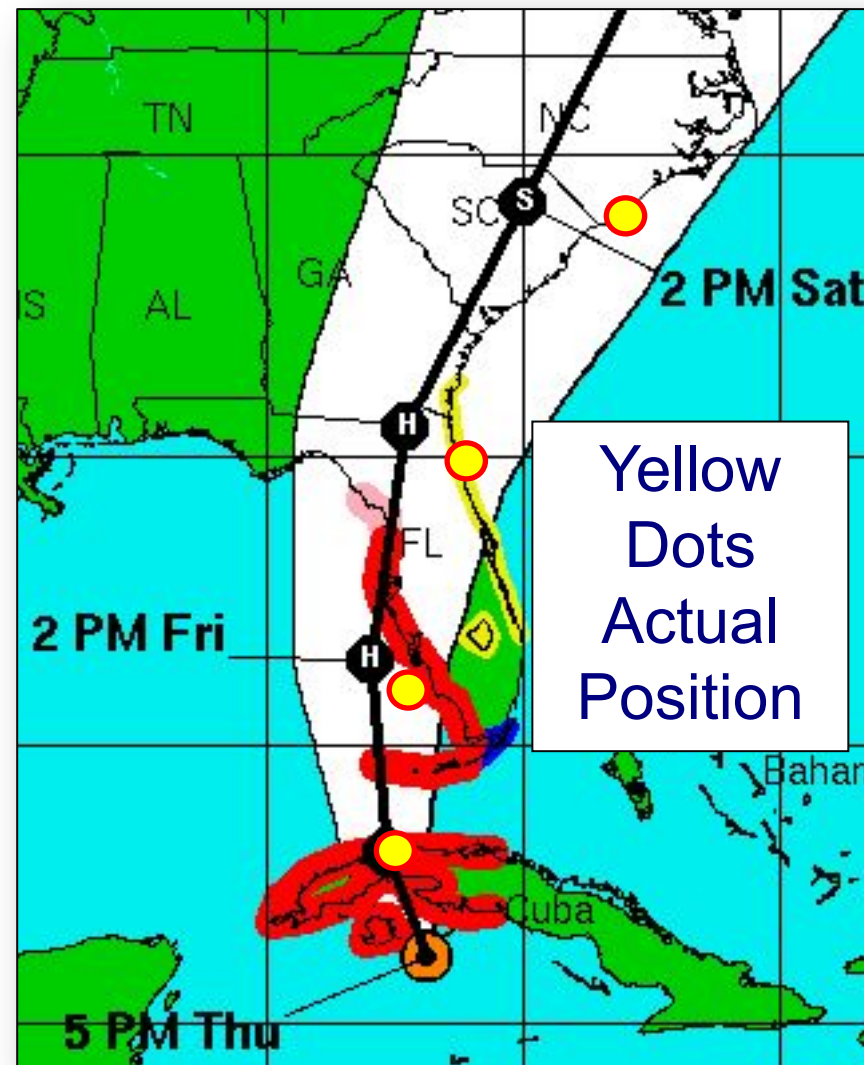 TN
NC
SC
S
GA
2 PM Sat
AL
H
Yellow
Dots
Actual
Position
FL
2 PM Fri
H
Cuba
5 PM Thu